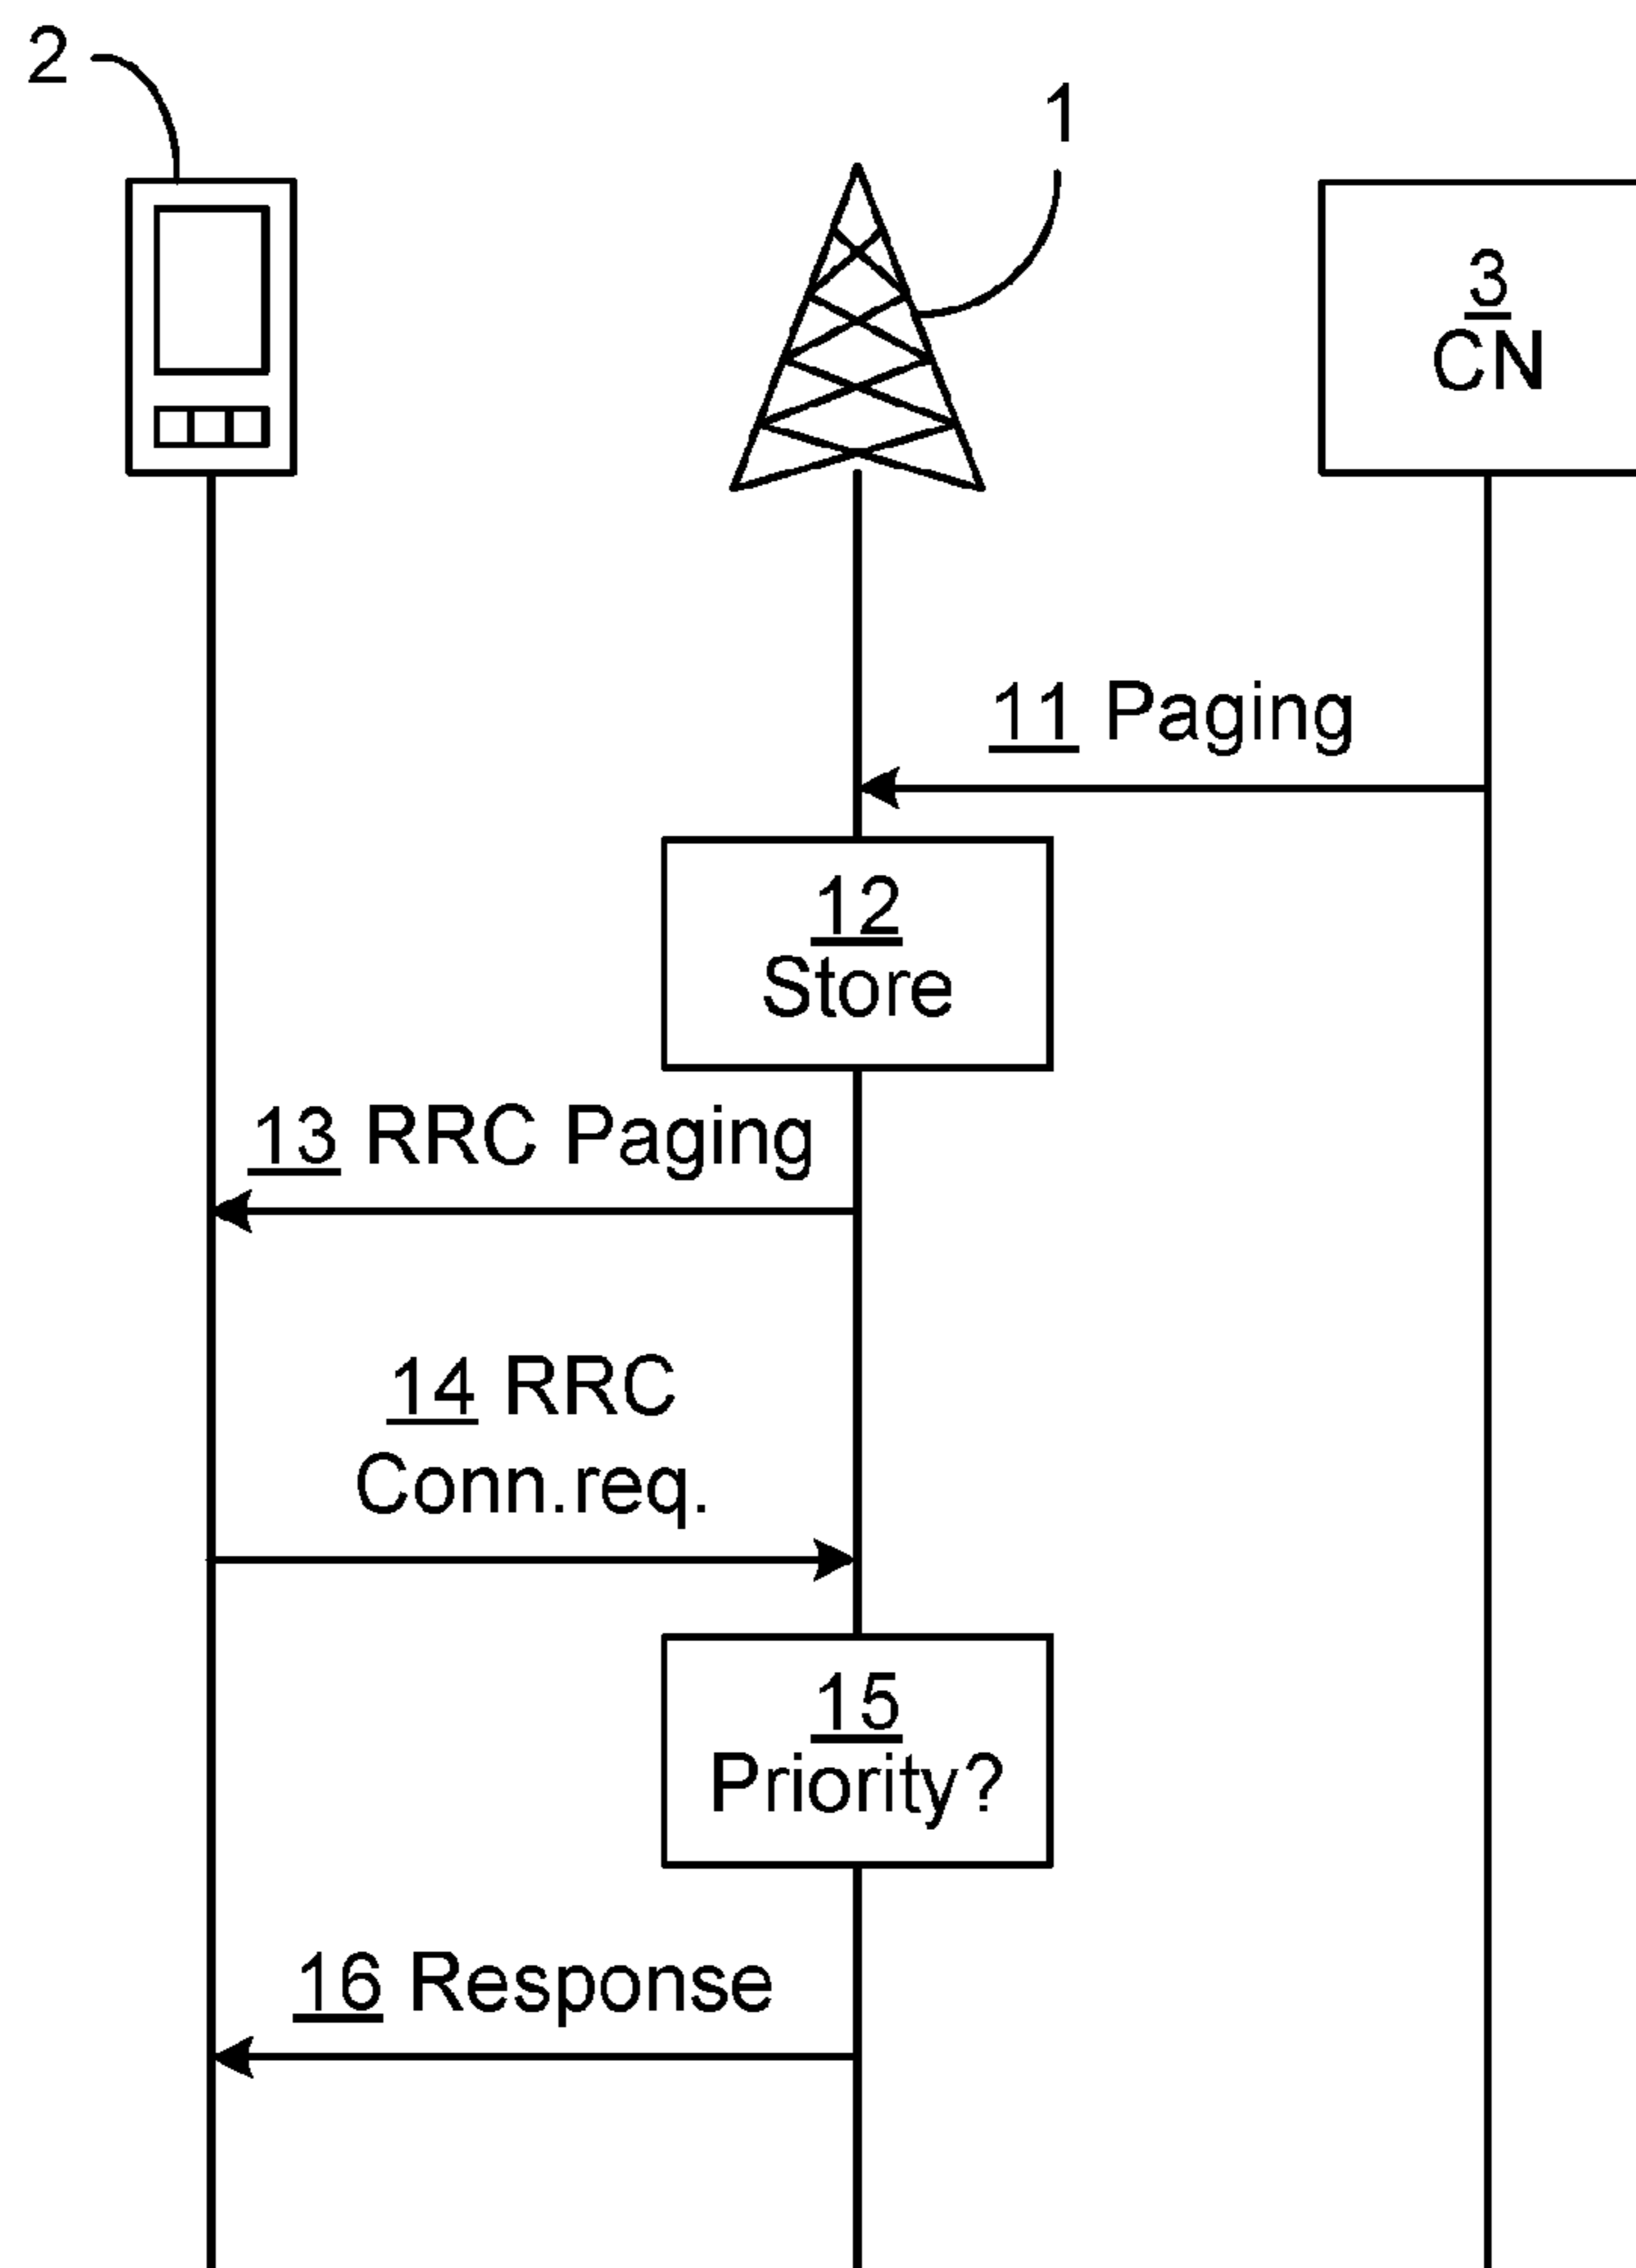 2
1
3
CN
11 Paging
12
Store
13 RRC Paging
14 RRC
Conn.req.
15
Priority?
16 Response